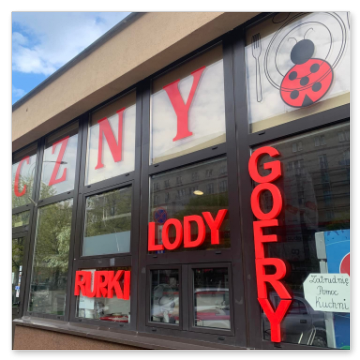 CZNY
LODY
RURKI
GOFRY
Zatrudnię
Pomoc
Kuchni